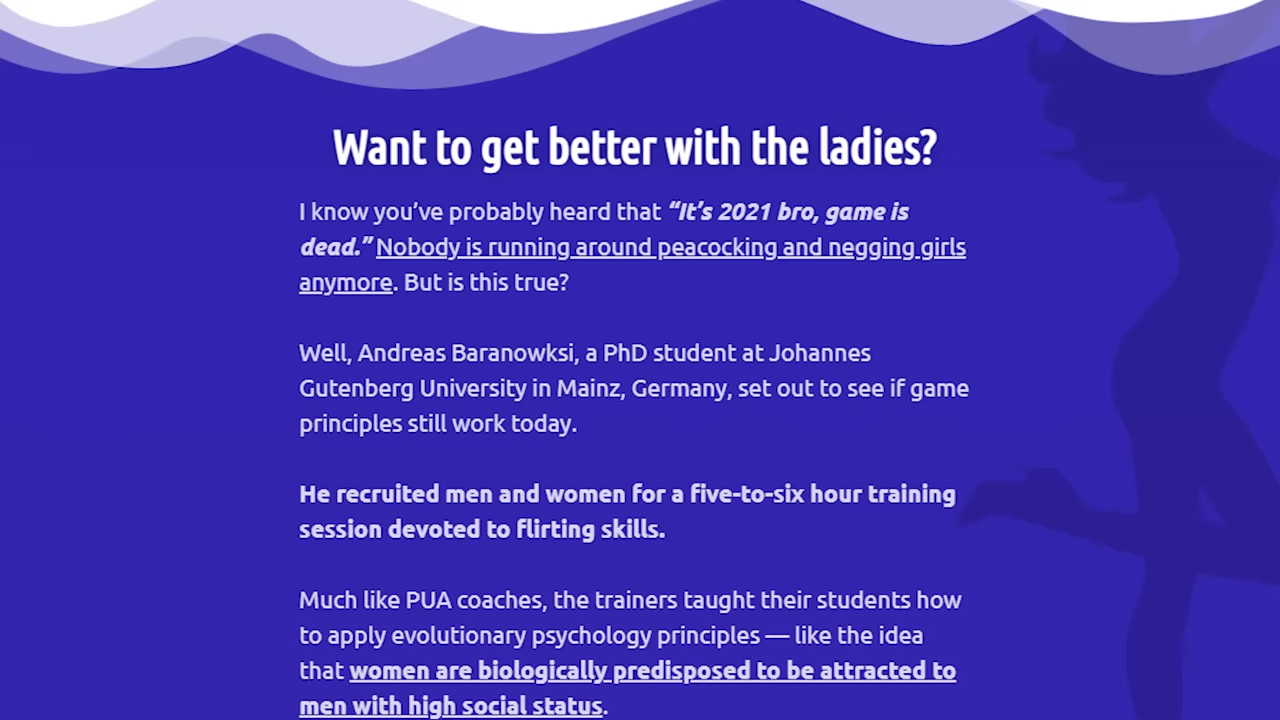 Want to get better with the ladies?
I know you’ve probably heard that “It’s 2021 bro, game is
dead.” Nobody is running around peacocking and negging girls
anymore. But is this true?
Well, Andreas Baranowksi, a PhD student at Johannes
Gutenberg University in Mainz, Germany, set out to see if game
principles still work today.
He recruited men and women for a five-to-six hour training
session devoted to flirting skills.
Much like PUA coaches, the trainers taught their students how
to apply evolutionary psychology principles — like the idea
that women are biologically predisposed to be attracted to
men with high social status.